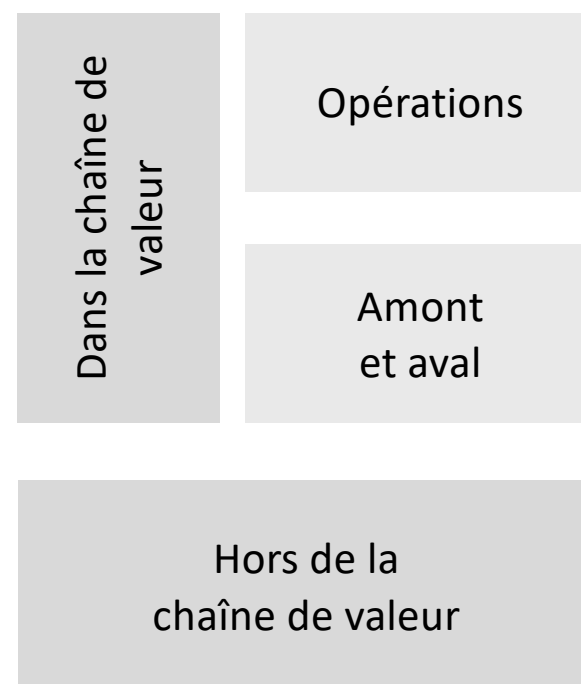 Dans la chaîne de
valeur
Opérations
Amont
et aval
Hors de la
chaîne de valeur